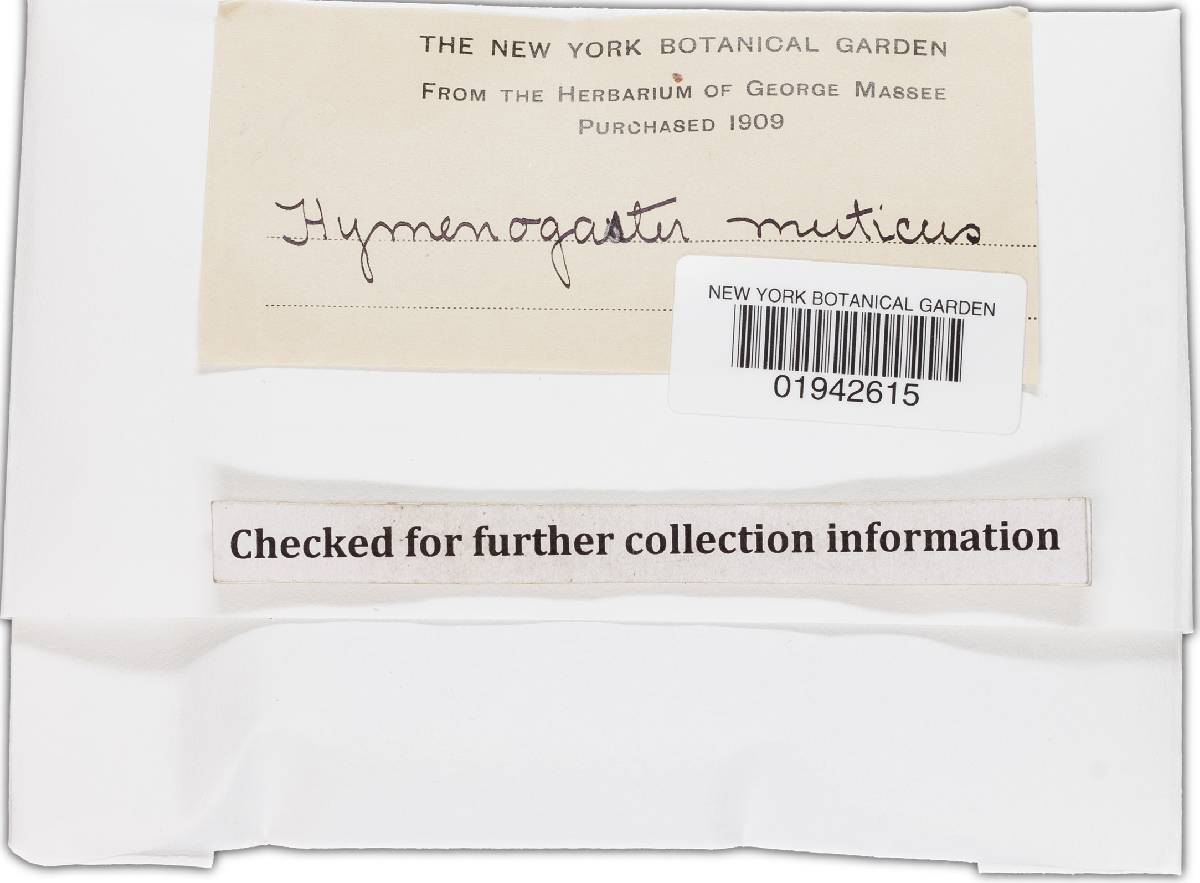 THE NEW YORK BOTANICAL GARDEN
FROM THE HERBARIUM OF GEORGE MASSEE
PURCHASED 1909
Hymenogaster muticus
NEW YORK BOTANICAL GARDEN
01942615
Checked for further collection information